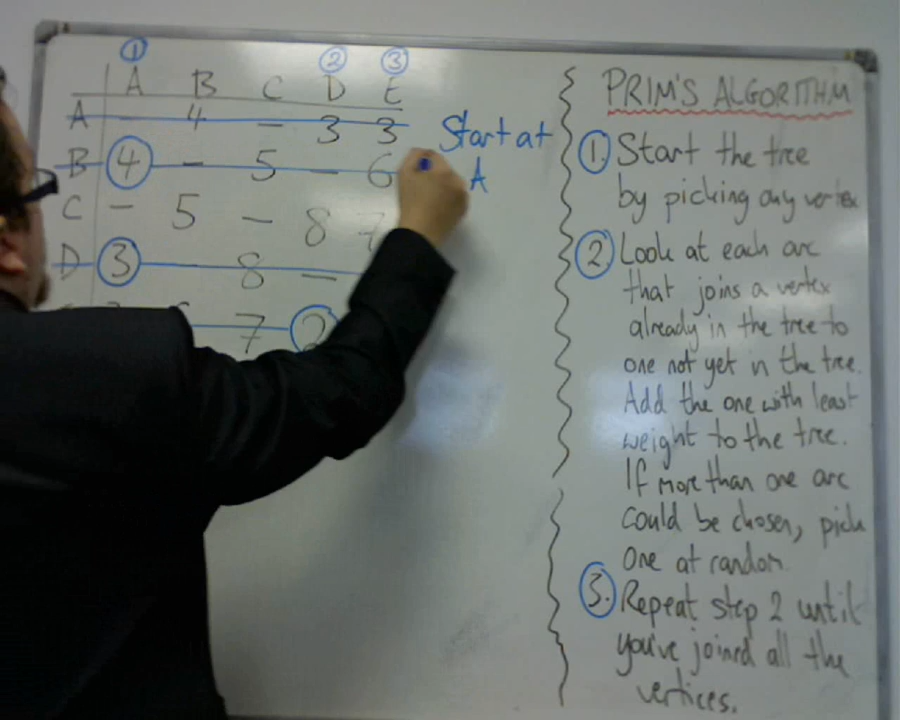 ① ② ③
A B C D E
A - 4 - 3 3
B 4 - 5 - 6
C - 5 - 8 7
D 3 - 8 -
7 2
Start at
A
PRIM'S ALGORITHM
① Start the tree
by picking any vertex
② Look at each arc
that joins a vertex
already in the tree to
one not yet in the tree.
Add the one with least
weight to the tree.
If more than one arc
could be chosen, pick
one at random.
③. Repeat step 2 until
you've joined all the
vertices.